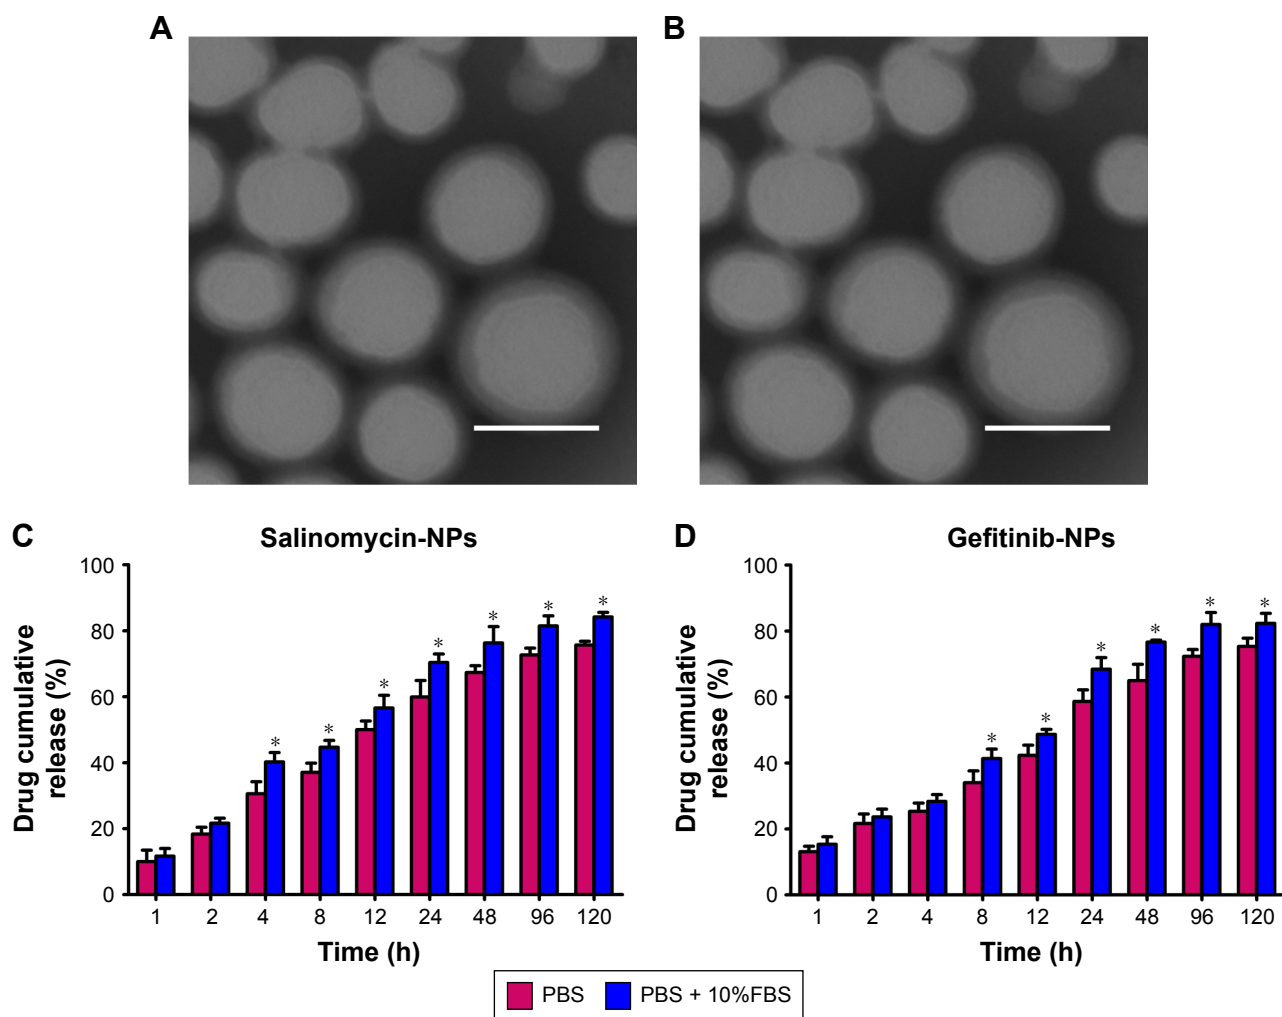 A
B
C
Salinomycin-NPs
Drug cumulative
release (%)
100
80
60
40
20
0
* * * * * * *
1 2 4 8 12 24 48 96 120
Time (h)
D
Gefitinib-NPs
Drug cumulative
release (%)
100
80
60
40
20
0
* * * * * *
1 2 4 8 12 24 48 96 120
Time (h)
PBS PBS + 10%FBS